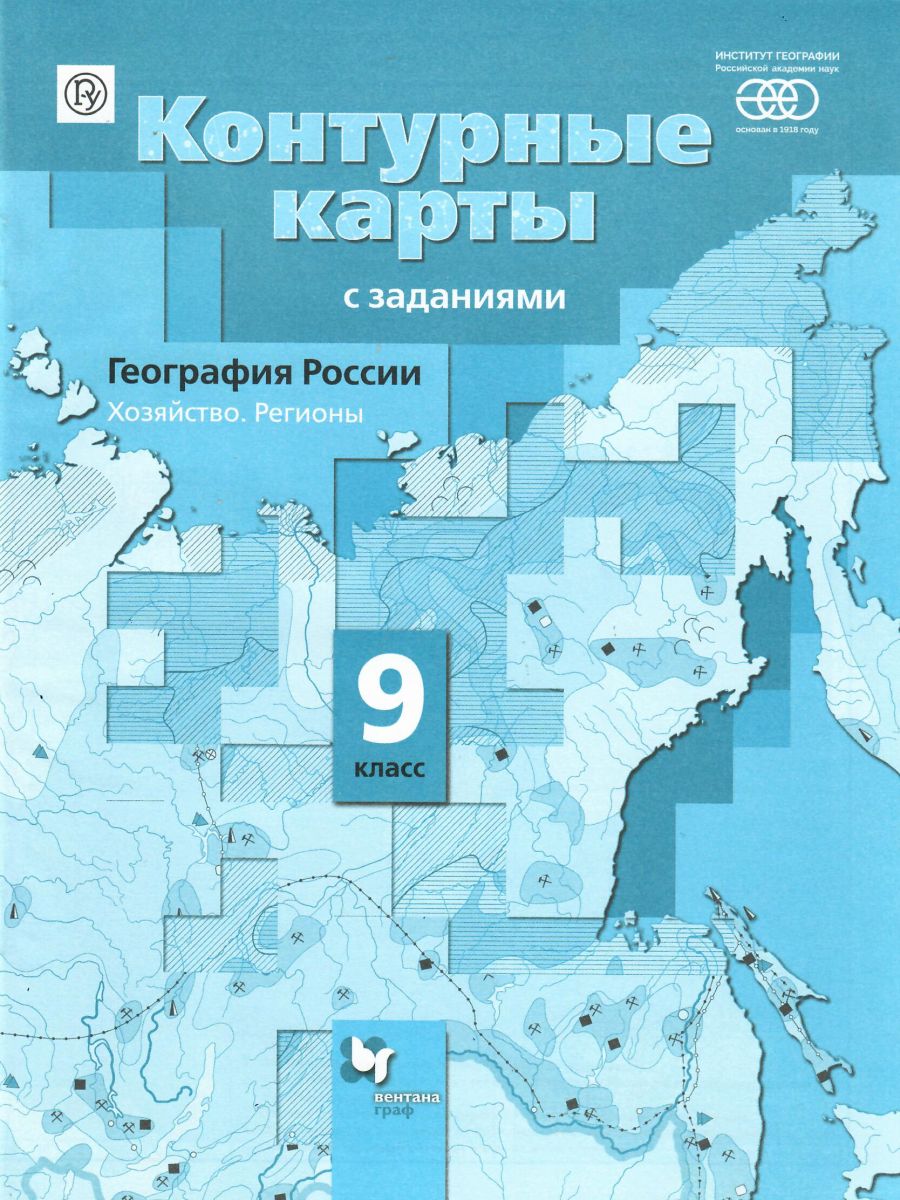 ИНСТИТУТ ГЕОГРАФИИ
Российской академии наук
основан в 1918 году
Контурные
карты
с заданиями
География России
Хозяйство. Регионы
9
класс
вентана
граф